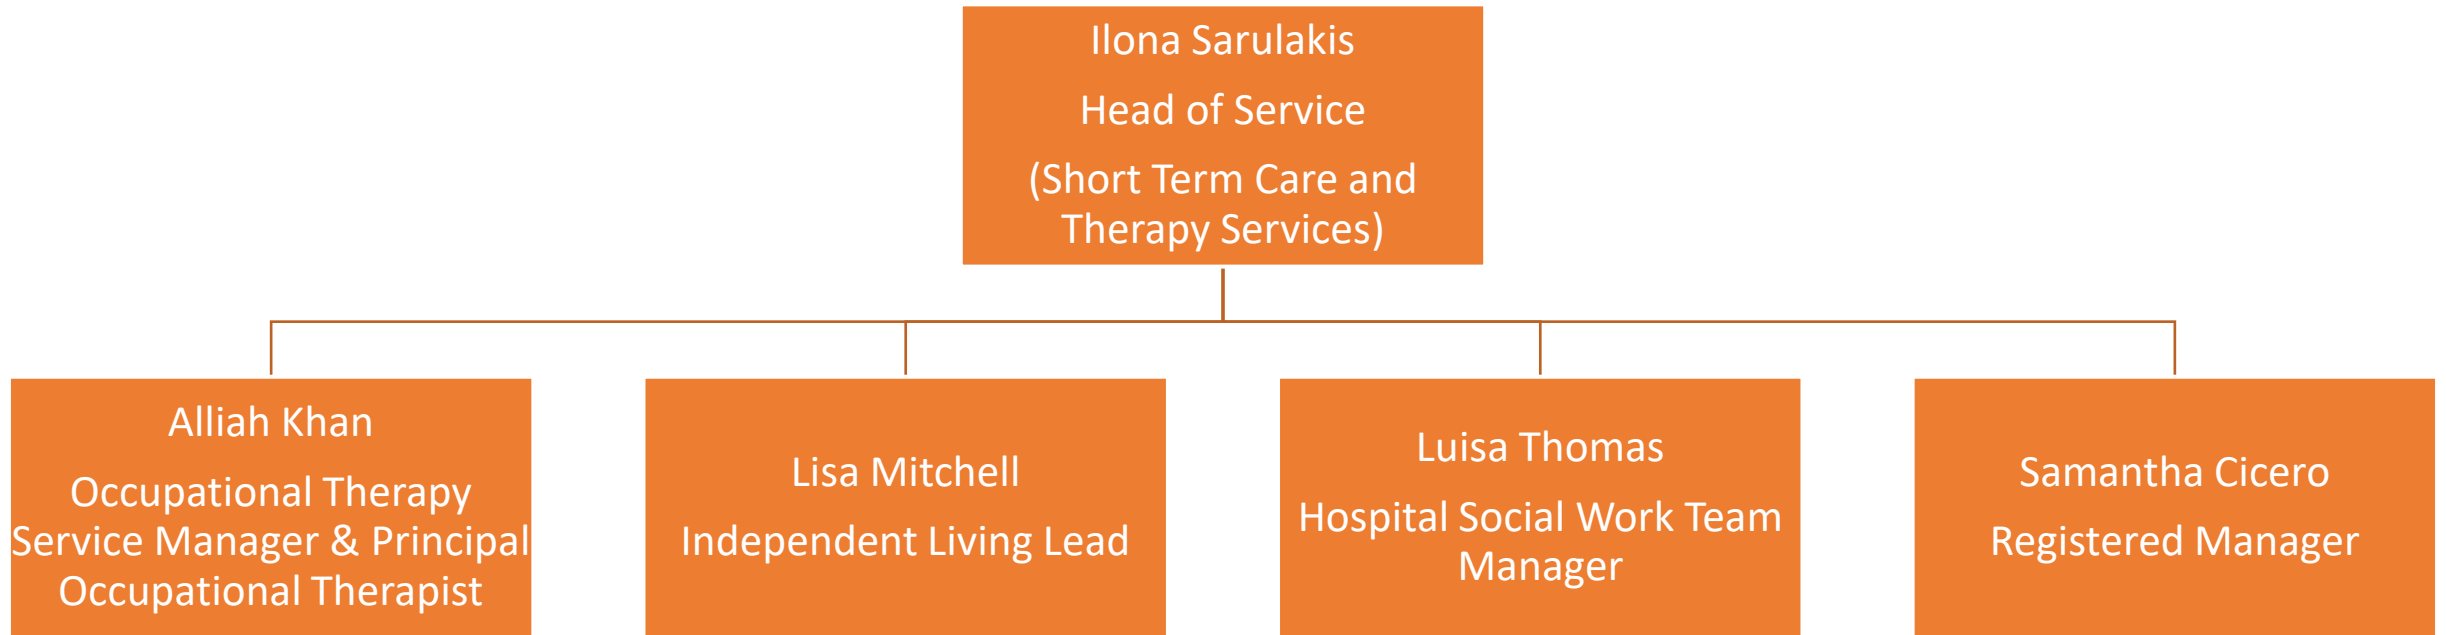 Ilona Sarulakis
Head of Service
(Short Term Care and
Therapy Services)
Alliah Khan
Occupational Therapy
Service Manager & Principal
Occupational Therapist
Lisa Mitchell
Independent Living Lead
Luisa Thomas
Hospital Social Work Team
Manager
Samantha Cicero
Registered Manager